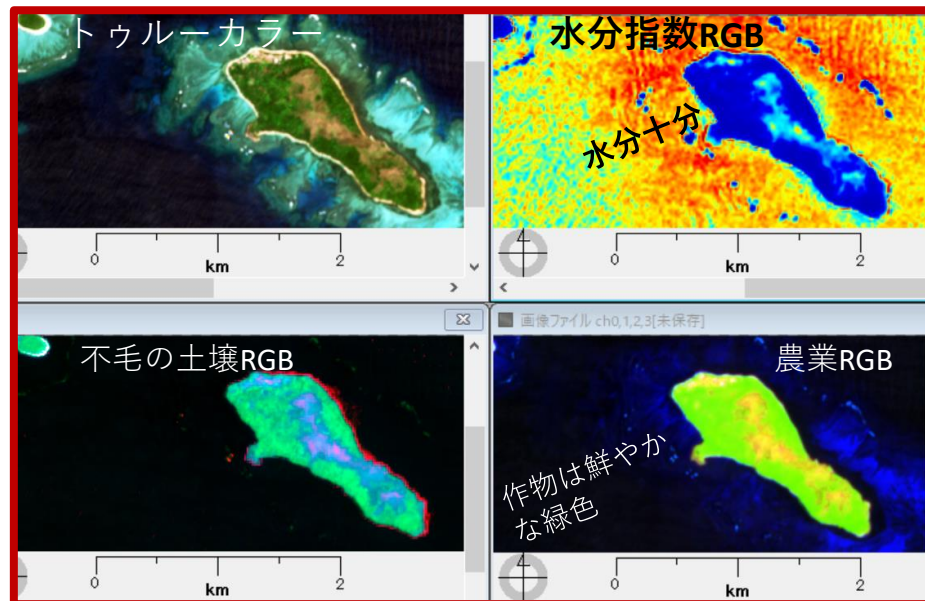 トゥルーカラー
水分指数RGB
水分十分
0
km
2
0
km
2
画像ファイル ch0,1,2,3[未保存]
不毛の土壌RGB
農業RGB
作物は鮮やか
な緑色
0
km
2
0
km
2